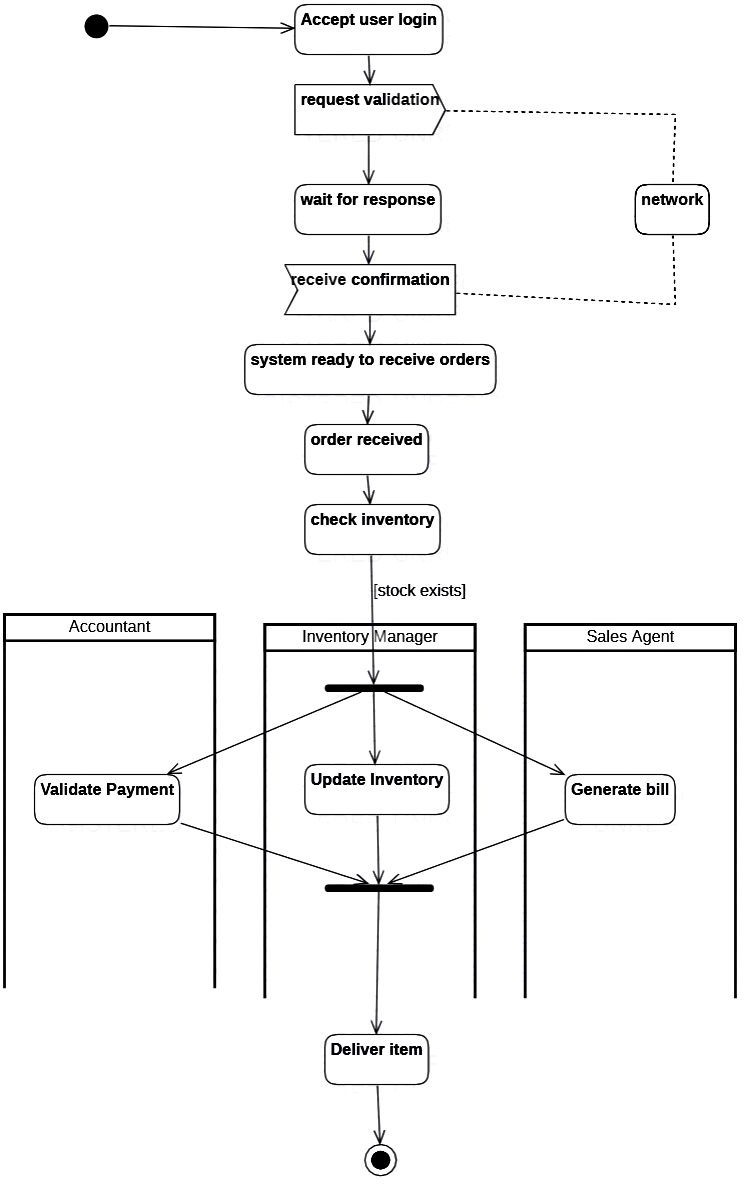 Accept user login
request validation
wait for response
network
receive confirmation
system ready to receive orders
order received
check inventory
[stock exists]
Accountant
Inventory Manager
Sales Agent
Validate Payment
Update Inventory
Generate bill
Deliver item